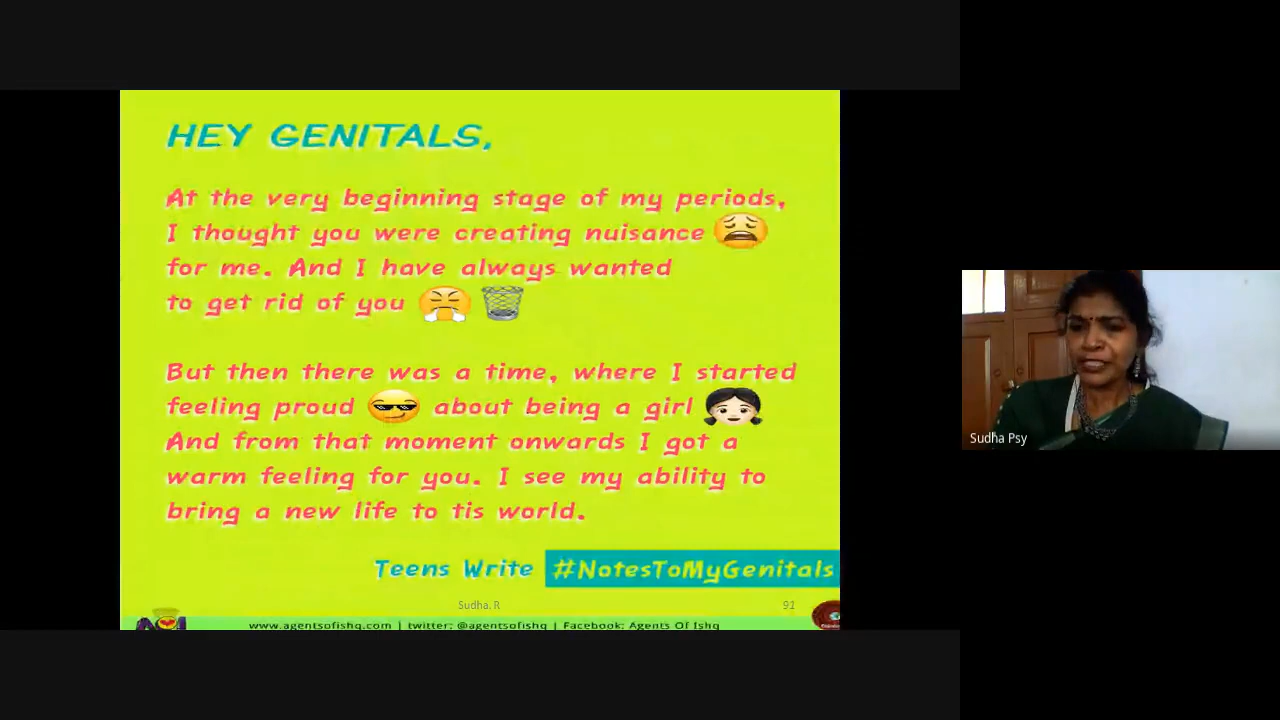 HEY GENITALS,
At the very beginning stage of my periods,
I thought you were creating nuisance
for me. And I have always wanted
to get rid of you
But then there was a time, where I started
feeling proud about being a girl
And from that moment onwards I got a
warm feeling for you. I see my ability to
bring a new life to tis world.
Teens Write #NotesToMyGenitals
Sudha. R 91
www.agentsofishq.com | twitter: @agentsofishq | Facebook: Agents Of Ishq
Sudha Psy